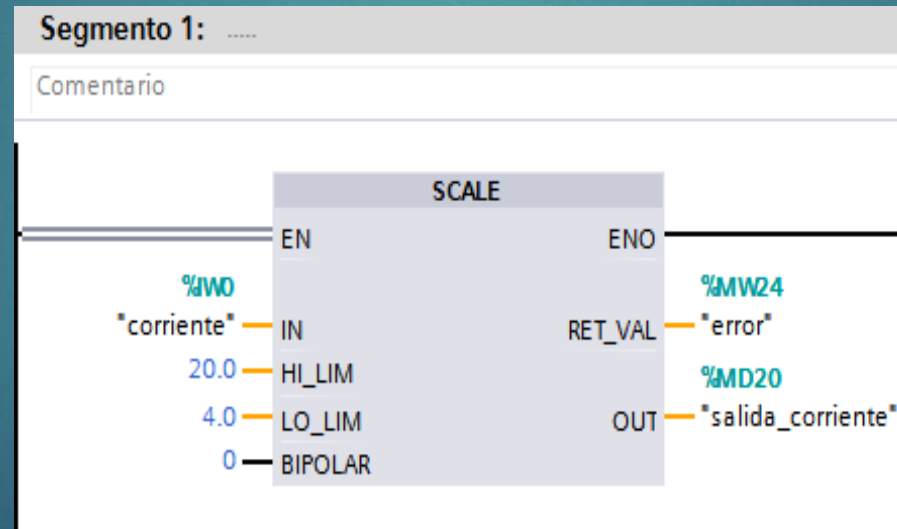 Segmento 1: .....
Comentario
SCALE
EN ENO
%IW0 %MW24
"corriente" IN RET_VAL "error"
20.0 HI_LIM %MD20
4.0 LO_LIM OUT "salida_corriente"
0 BIPOLAR